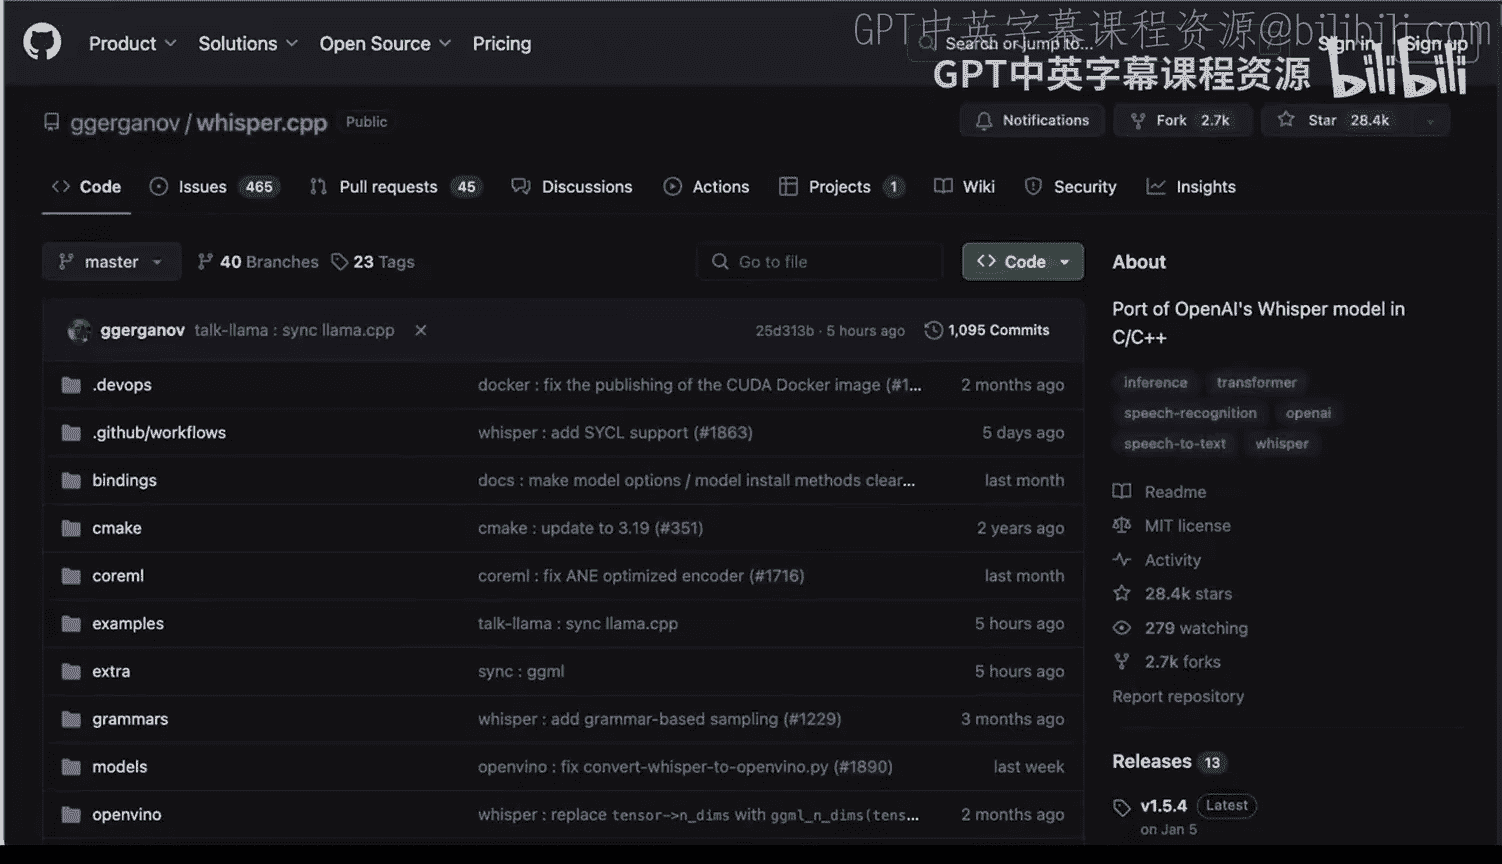 GPT中英字幕课程资源@bilibili.com
Product Solutions Open Source Pricing Search or jump to... Sign in Sign up
GPT中英字幕课程资源 bilibili
ggerganov / whisper.cpp Public Notifications Fork 2.7k Star 28.4k
Code Issues 465 Pull requests 45 Discussions Actions Projects 1 Wiki Security Insights
master 40 Branches 23 Tags Go to file Code
ggerganov talk-llama : sync llama.cpp 25d313b · 5 hours ago 1,095 Commits
.devops docker : fix the publishing of the CUDA Docker image (#1... 2 months ago
.github/workflows whisper : add SYCL support (#1863) 5 days ago
bindings docs : make model options / model install methods clear... last month
cmake cmake : update to 3.19 (#351) 2 years ago
coreml coreml : fix ANE optimized encoder (#1716) last month
examples talk-llama : sync llama.cpp 5 hours ago
extra sync : ggml 5 hours ago
grammars whisper : add grammar-based sampling (#1229) 3 months ago
models openvino : fix convert-whisper-to-openvino.py (#1890) last week
openvino whisper : replace tensor->n_dims with ggml_n_dims(tens... 2 months ago
About
Port of OpenAI's Whisper model in
C/C++
inference transformer
speech-recognition openai
speech-to-text whisper
Readme
MIT license
Activity
28.4k stars
279 watching
2.7k forks
Report repository
Releases 13
v1.5.4 Latest
on Jan 5